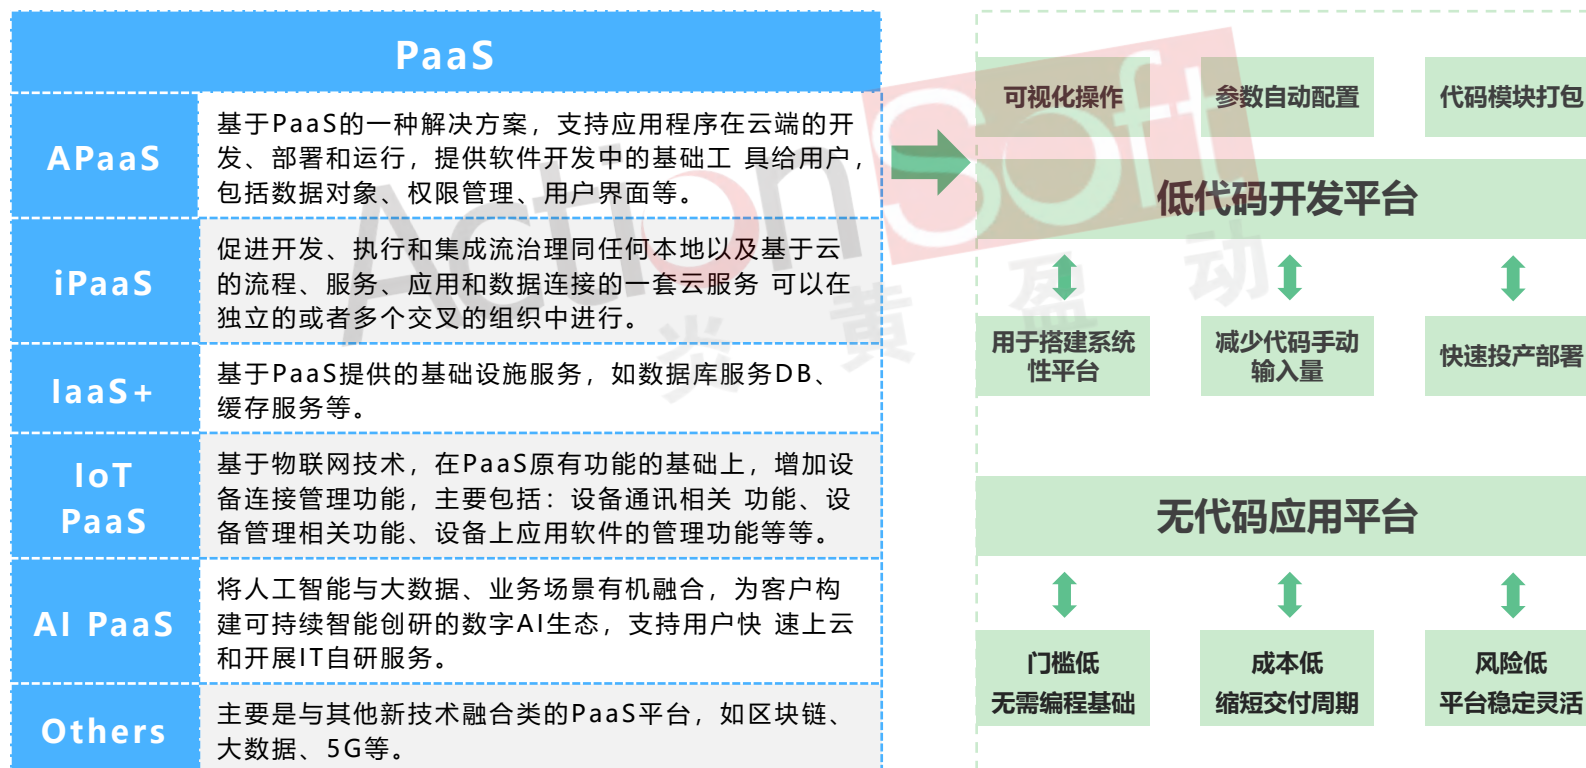 PaaS
APaaS
基于PaaS的一种解决方案，支持应用程序在云端的开
发、部署和运行，提供软件开发中的基础工 具给用户，
包括数据对象、权限管理、用户界面等。
iPaaS
促进开发、执行和集成流治理同任何本地以及基于云
的流程、服务、应用和数据连接的一套云服务 可以在
独立的或者多个交叉的组织中进行。
IaaS+
基于PaaS提供的基础设施服务，如数据库服务DB、
缓存服务等。
IoT
PaaS
基于物联网技术，在PaaS原有功能的基础上，增加设
备连接管理功能，主要包括：设备通讯相关 功能、设
备管理相关功能、设备上应用软件的管理功能等等。
AI PaaS
将人工智能与大数据、业务场景有机融合，为客户构
建可持续智能创研的数字AI生态，支持用户快 速上云
和开展IT自研服务。
Others
主要是与其他新技术融合类的PaaS平台，如区块链、
大数据、5G等。
可视化操作
参数自动配置
代码模块打包
低代码开发平台
用于搭建系统
性平台
减少代码手动
输入量
快速投产部署
无代码应用平台
门槛低
无需编程基础
成本低
缩短交付周期
风险低
平台稳定灵活
ActionSoft
炎黄盈动